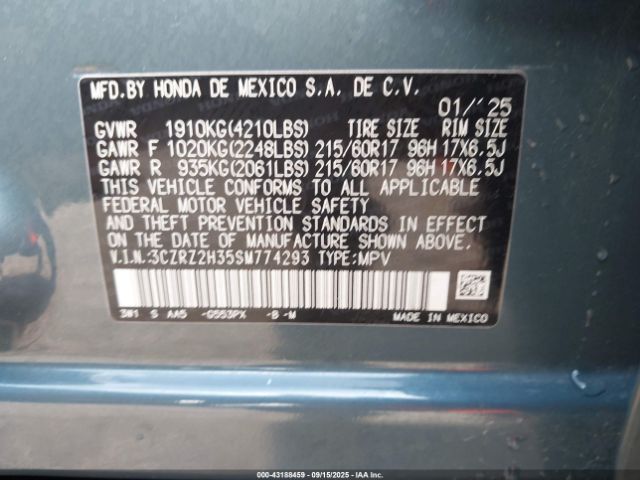 MFD.BY HONDA DE MEXICO S.A. DE C.V.
01/'25
GVWR 1910KG(4210LBS) TIRE SIZE RIM SIZE
GAWR F 1020KG(2248LBS) 215/60R17 96H 17X6.5J
GAWR R 935KG(2061LBS) 215/60R17 96H 17X6.5J
THIS VEHICLE CONFORMS TO ALL APPLICABLE
FEDERAL MOTOR VEHICLE SAFETY
AND THEFT PREVENTION STANDARDS IN EFFECT
ON THE DATE OF MANUFACTURE SHOWN ABOVE.
V.I.N.:3CZRZ2H35SM774293 TYPE:MPV
3W1 S AA5 -G553PX -B -M
MADE IN MEXICO
000-43188459 - 09/15/2025 - IAAI.COM